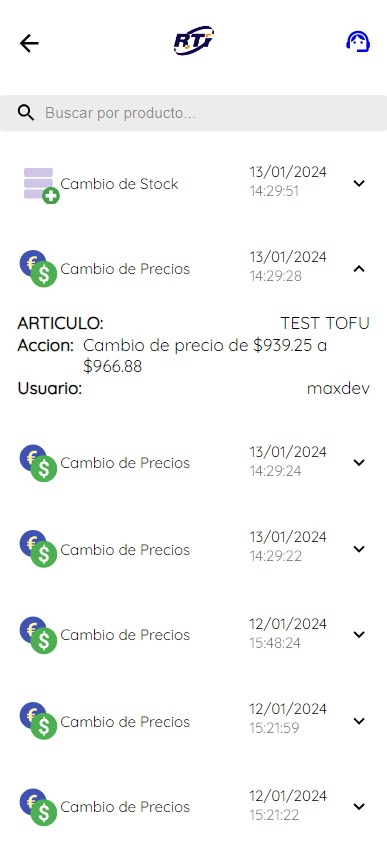 RTI
Buscar por producto...
Cambio de Stock 13/01/2024
14:29:51
Cambio de Precios 13/01/2024
14:29:28
ARTICULO: TEST TOFU
Accion: Cambio de precio de $939.25 a
$966.88
Usuario: maxdev
Cambio de Precios 13/01/2024
14:29:24
Cambio de Precios 13/01/2024
14:29:22
Cambio de Precios 12/01/2024
15:48:24
Cambio de Precios 12/01/2024
15:21:59
Cambio de Precios 12/01/2024
15:21:22